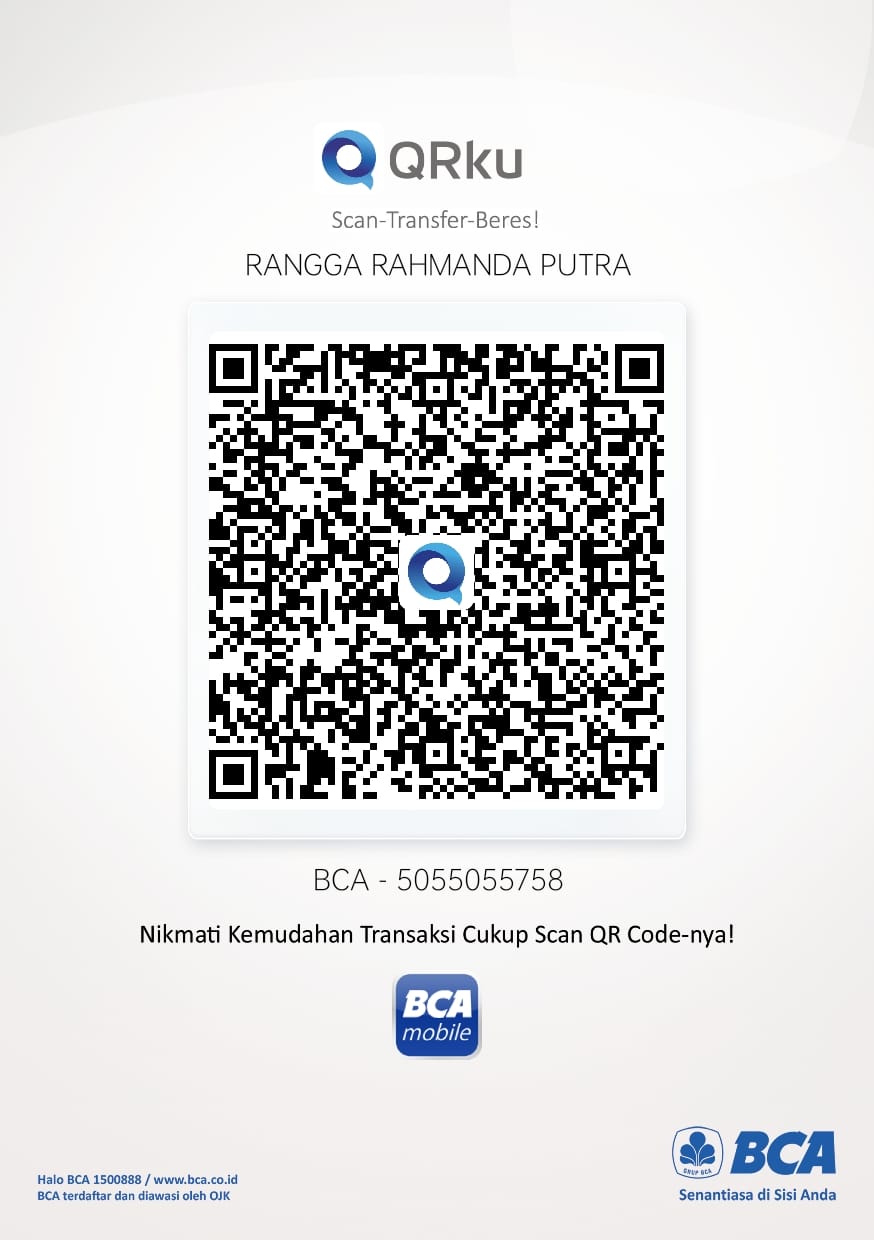 QRku
Scan-Transfer-Beres!
RANGGA RAHMANDA PUTRA
BCA - 5055055758
Nikmati Kemudahan Transaksi Cukup Scan QR Code-nya!
BCA
mobile
Halo BCA 1500888 / www.bca.co.id
BCA terdaftar dan diawasi oleh OJK
GRUP BCA
BCA
Senantiasa di Sisi Anda